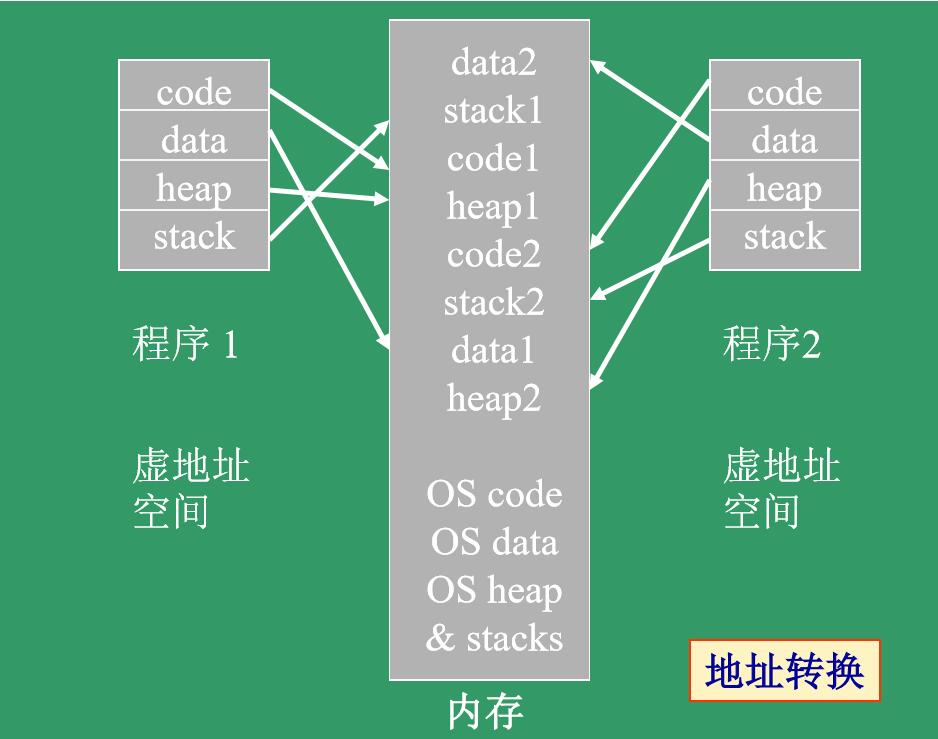 code
data
heap
stack
程序 1
虚地址
空间
data2
stack1
code1
heap1
code2
stack2
data1
heap2
OS code
OS data
OS heap
& stacks
内存
code
data
heap
stack
程序2
虚地址
空间
地址转换